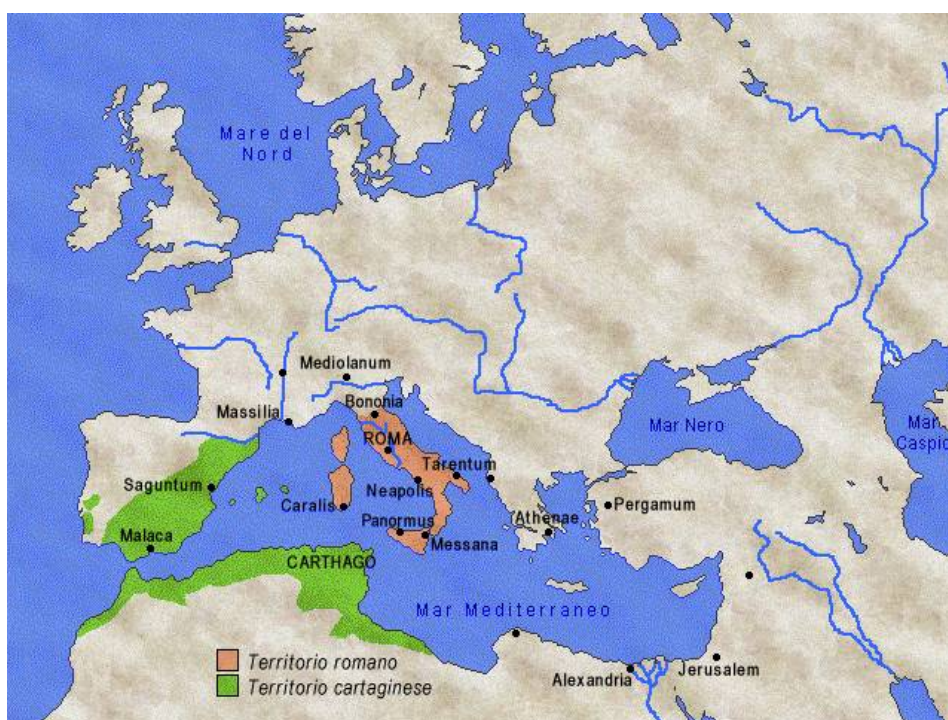 Mare del
Nord
Mediolanum
Massilia
Bononia
ROMA
Mar Nero
Mar
Caspio
Saguntum
Caralis
Neapolis
Tarentum
Panormus
Messana
Athenae
Pergamum
Malaca
CARTHAGO
Mar Mediterraneo
Territorio romano
Territorio cartaginese
Alexandria
Jerusalem